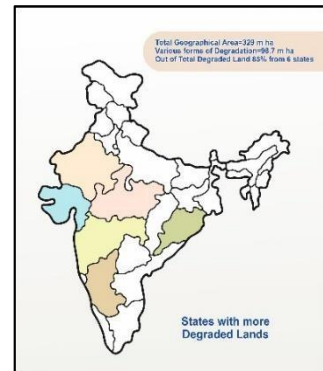 Total Geographical Area=329 m ha
Various forms of Degradation=98.7 m ha
Out of Total Degraded Land 65% from 6 states
States with more
Degraded Lands